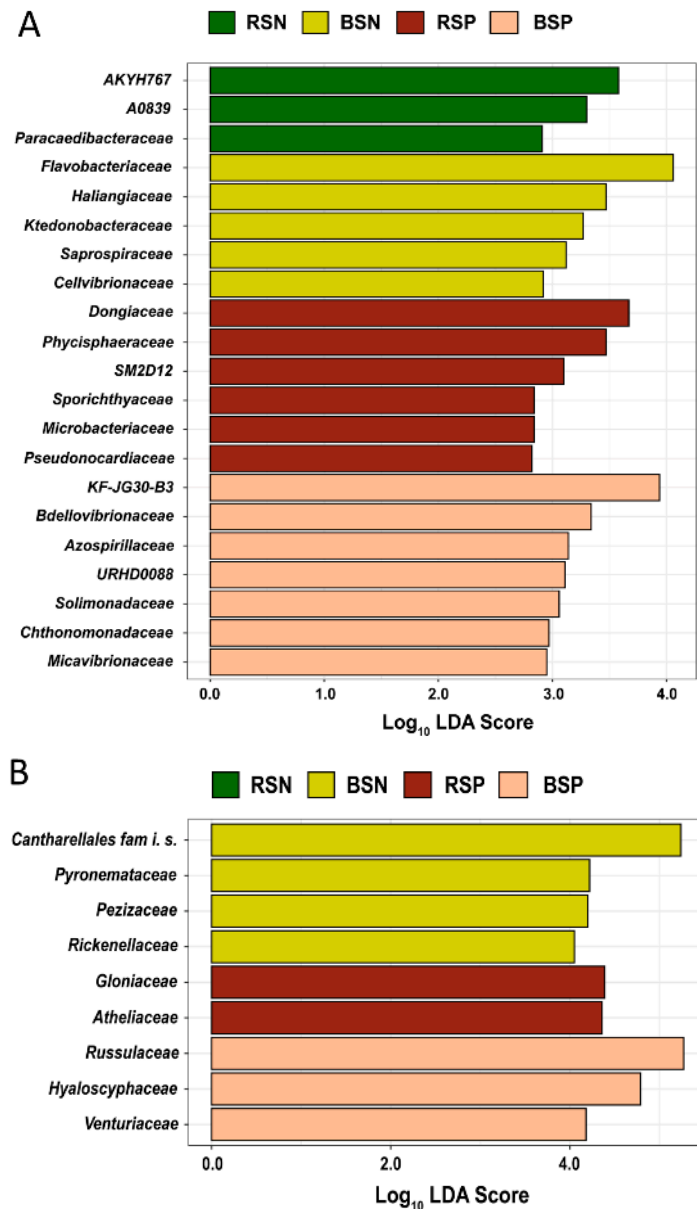 A
RSN BSN RSP BSP
AKYH767
A0839
Paracaedibacteraceae
Flavobacteriaceae
Haliangiaceae
Ktedonobacteraceae
Saprospiraceae
Cellvibrionaceae
Dongiaceae
Phycisphaeraceae
SM2D12
Sporichthyaceae
Microbacteriaceae
Pseudonocardiaceae
KF-JG30-B3
Bdellovibrionaceae
Azospirillaceae
URHD0088
Solimonadaceae
Chthonomonadaceae
Micavibrionaceae
0.0 1.0 2.0 3.0 4.0
Log₁₀ LDA Score
B
RSN BSN RSP BSP
Cantharellales fam i. s.
Pyronemataceae
Pezizaceae
Rickenellaceae
Gloniaceae
Atheliaceae
Russulaceae
Hyaloscyphaceae
Venturiaceae
0.0 2.0 4.0
Log₁₀ LDA Score